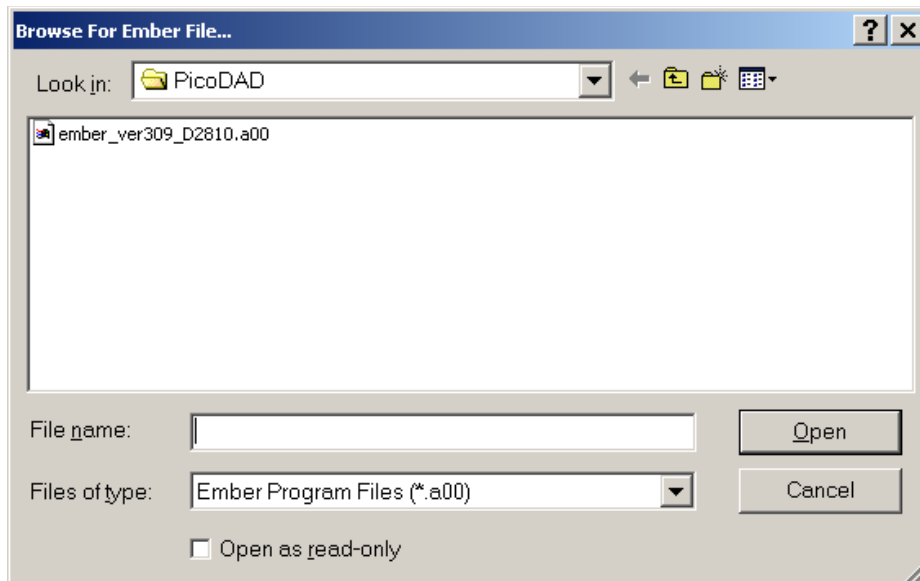 Browse For Ember File...
Look in: PicoDAD
ember_ver309_D2810.a00
File name: Open
Files of type: Ember Program Files (*.a00) Cancel
Open as read-only